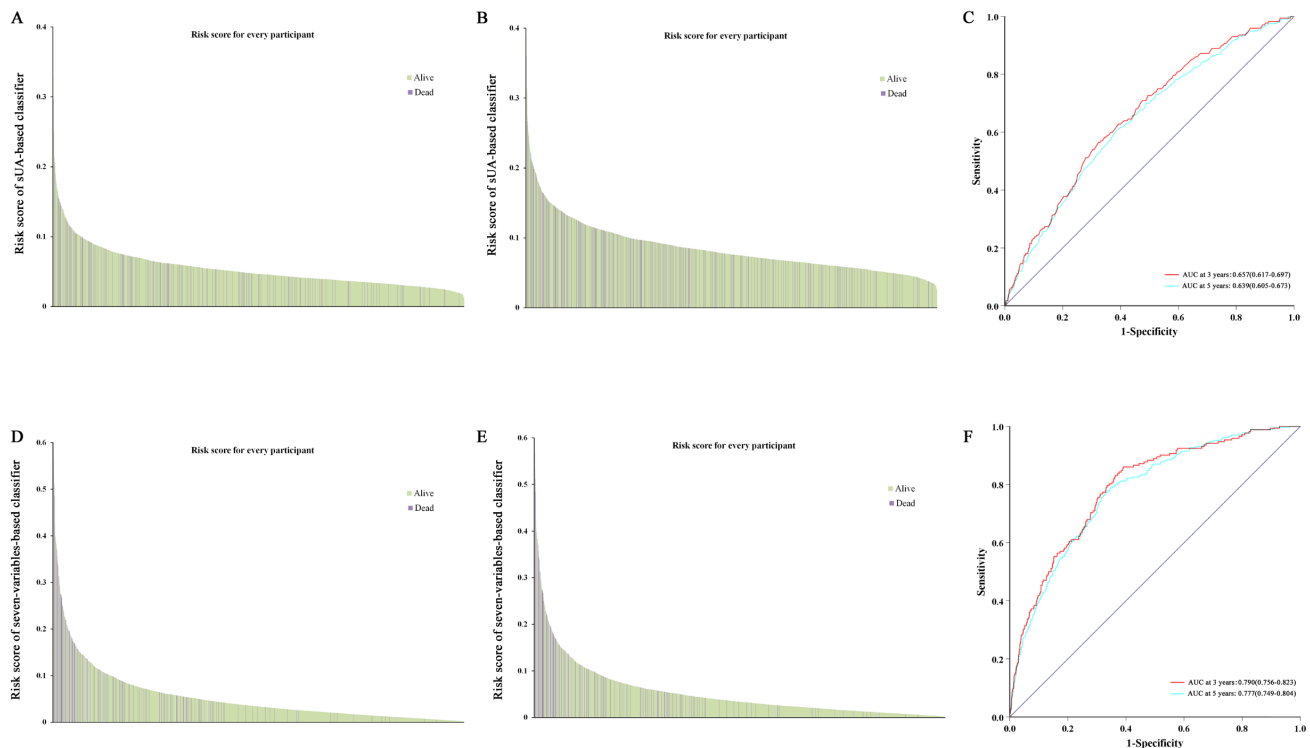 A
Risk score for every participant
Risk score of sUA-based classifier
0.4
0.3
0.2
0.1
0
Alive
Dead
B
Risk score for every participant
Risk score of sUA-based classifier
0.4
0.3
0.2
0.1
0
Alive
Dead
C
Sensitivity
1.0
0.8
0.6
0.4
0.2
0.0
AUC at 3 years: 0.657(0.617-0.697)
AUC at 5 years: 0.639(0.605-0.673)
0.0 0.2 0.4 0.6 0.8 1.0
1-Specificity
D
Risk score for every participant
Risk score of seven-variables-based classifier
0.6
0.5
0.4
0.3
0.2
0.1
0
Alive
Dead
E
Risk score for every participant
Risk score of seven-variables-based classifier
0.6
0.5
0.4
0.3
0.2
0.1
0
Alive
Dead
F
Sensitivity
1.0
0.8
0.6
0.4
0.2
0.0
AUC at 3 years: 0.790(0.756-0.823)
AUC at 5 years: 0.777(0.749-0.804)
0.0 0.2 0.4 0.6 0.8 1.0
1-Specificity